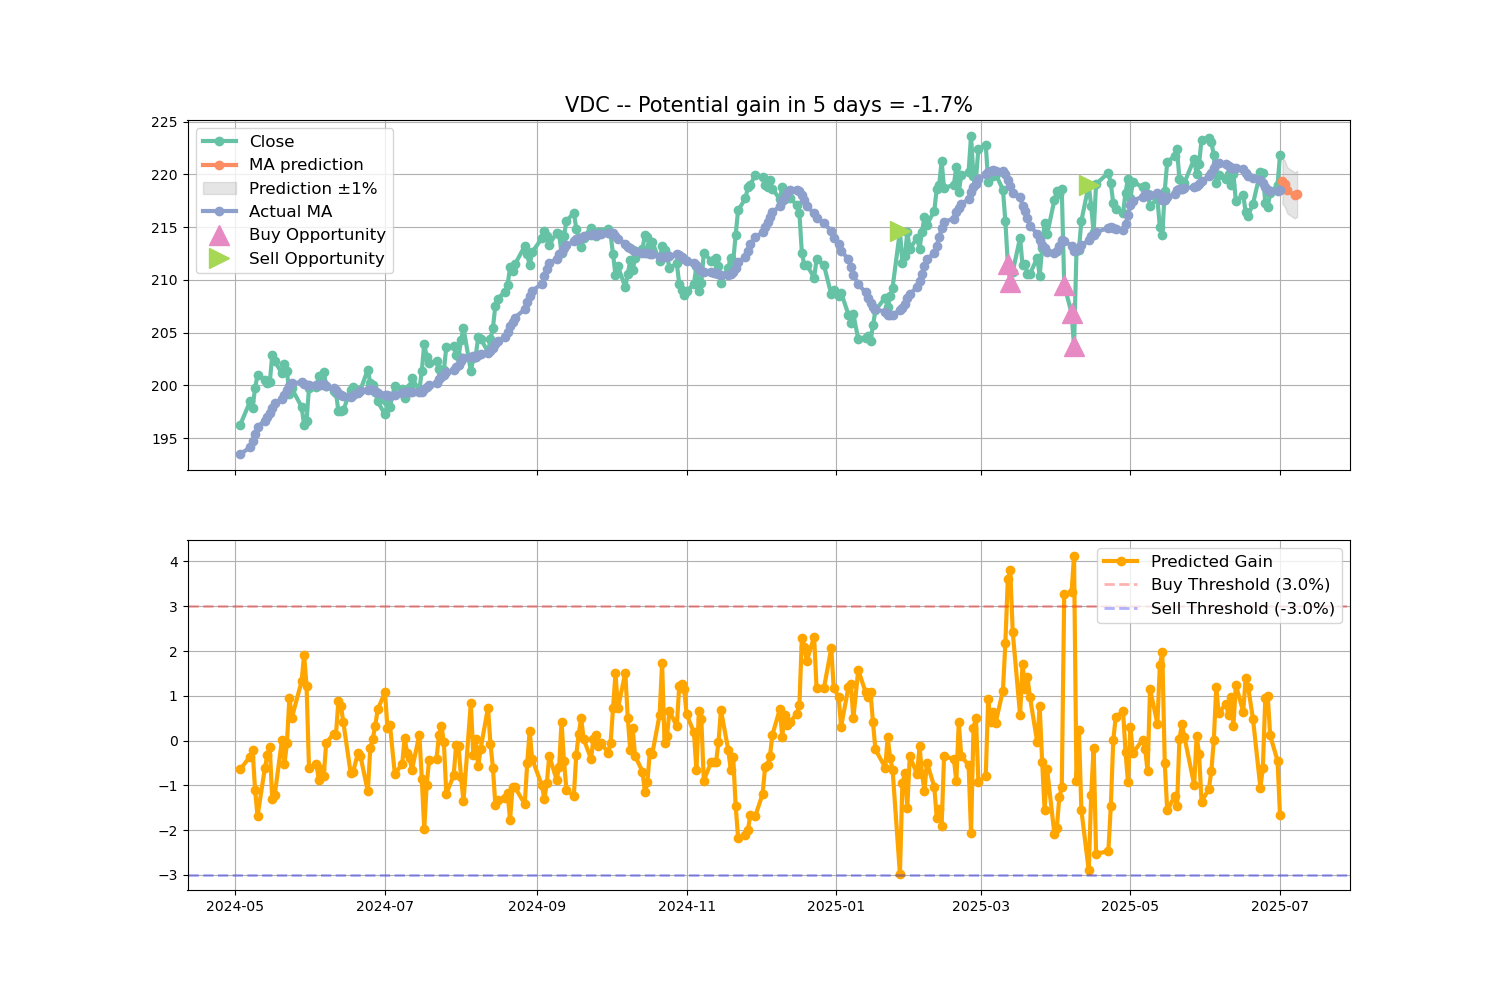 VDC -- Potential gain in 5 days = -1.7%
225
220
215
210
205
200
195
Close
MA prediction
Prediction ±1%
Actual MA
Buy Opportunity
Sell Opportunity
4
3
2
1
0
−1
−2
−3
Predicted Gain
Buy Threshold (3.0%)
Sell Threshold (-3.0%)
2024-05
2024-07
2024-09
2024-11
2025-01
2025-03
2025-05
2025-07